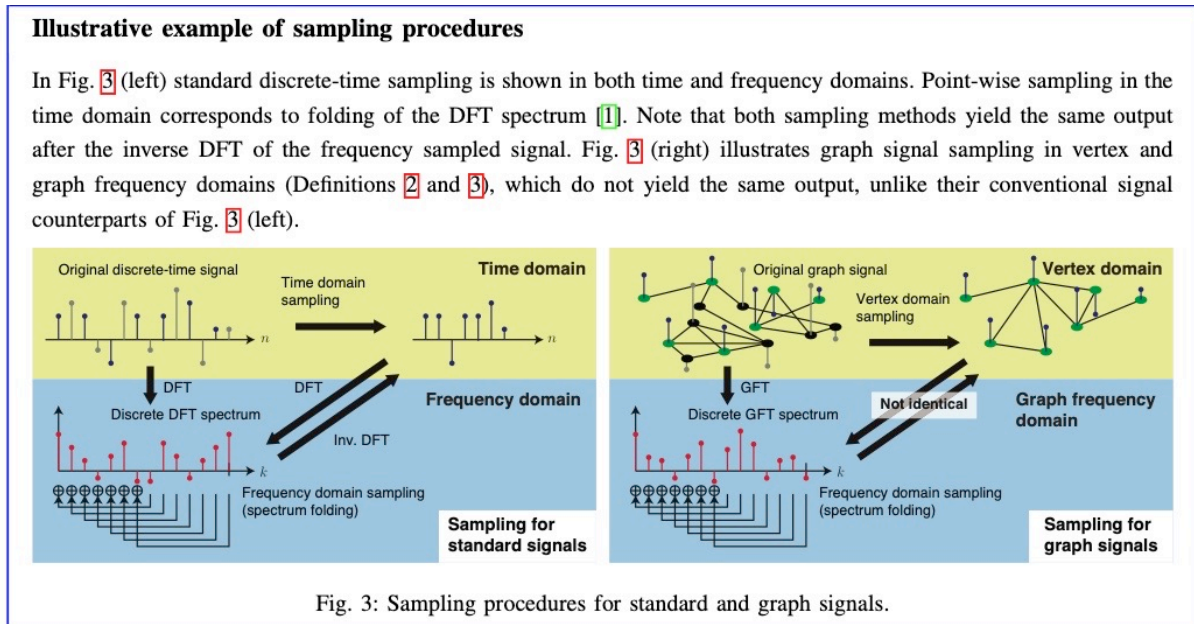 Illustrative example of sampling procedures
In Fig. 3 (left) standard discrete-time sampling is shown in both time and frequency domains. Point-wise sampling in the
time domain corresponds to folding of the DFT spectrum [1]. Note that both sampling methods yield the same output
after the inverse DFT of the frequency sampled signal. Fig. 3 (right) illustrates graph signal sampling in vertex and
graph frequency domains (Definitions 2 and 3), which do not yield the same output, unlike their conventional signal
counterparts of Fig. 3 (left).
Original discrete-time signal
Time domain
Time domain
sampling
n
n
DFT
DFT
Frequency domain
Discrete DFT spectrum
Inv. DFT
k
Frequency domain sampling
(spectrum folding)
Sampling for
standard signals
Original graph signal
Vertex domain
Vertex domain
sampling
GFT
Not identical
Graph frequency
domain
Discrete GFT spectrum
k
Frequency domain sampling
(spectrum folding)
Sampling for
graph signals
Fig. 3: Sampling procedures for standard and graph signals.